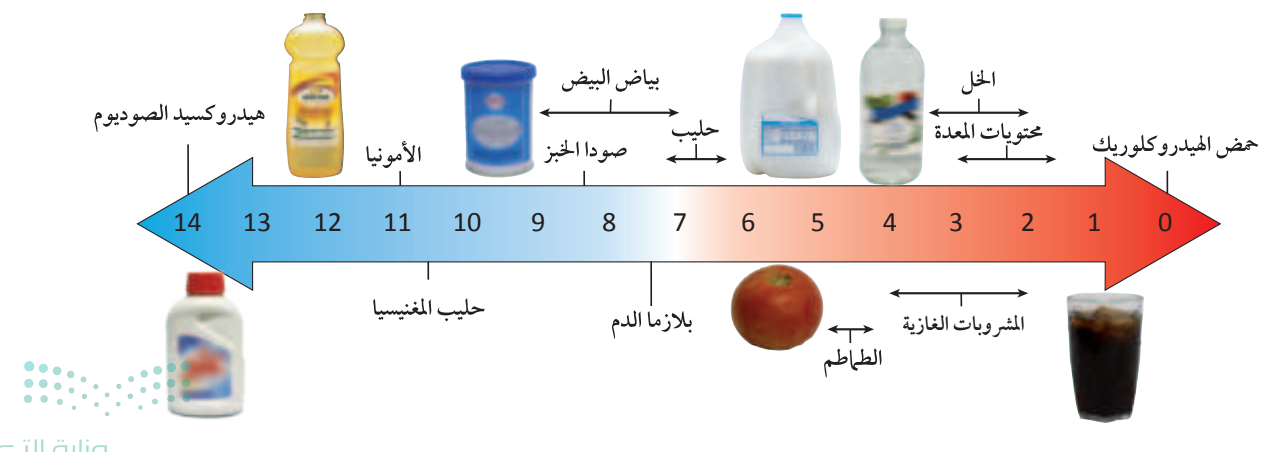 الخل
بياض البيض
محتويات المعدة
حليب
هيدروكسيد الصوديوم
حمض الهيدروكلوريك
صودا الخبز
الأمونيا
14 13 12 11 10 9 8 7 6 5 4 3 2 1 0
حليب المغنيسيا
بلازما الدم
المشروبات الغازية
الطماطم